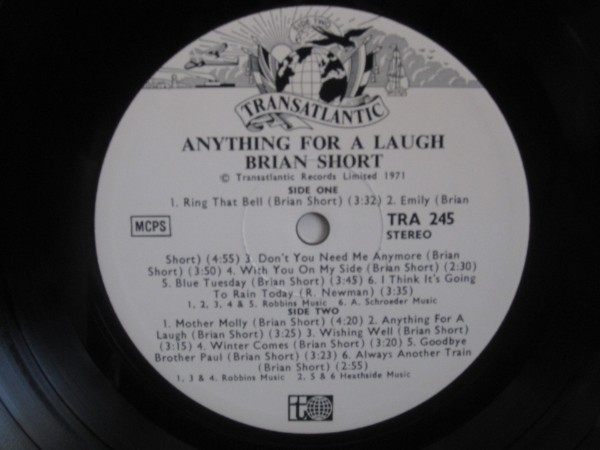 TRANSATLANTIC
ANYTHING FOR A LAUGH
BRIAN SHORT
© Transatlantic Records Limited 1971
SIDE ONE
1. Ring That Bell (Brian Short) (3:32) 2. Emily (Brian
MCPS
TRA 245
STEREO
Short) (4:55) 3. Don't You Need Me Anymore (Brian
Short) (3:50) 4. With You On My Side (Brian Short) (2:30)
5. Blue Tuesday (Brian Short) (3:45) 6. I Think It's Going
To Rain Today (R. Newman) (3:35)
1, 2, 3, 4 & 5. Robbins Music 6. A. Schroeder Music
SIDE TWO
1. Mother Molly (Brian Short) (4:20) 2. Anything For A
Laugh (Brian Short) (3:25) 3. Wishing Well (Brian Short)
(3:15) 4. Winter Comes (Brian Short) (3:20) 5. Goodbye
Brother Paul (Brian Short) (3:23) 6. Always Another Train
(Brian Short) (2:55)
1, 3 & 4. Robbins Music 2, 5 & 6 Heathside Music